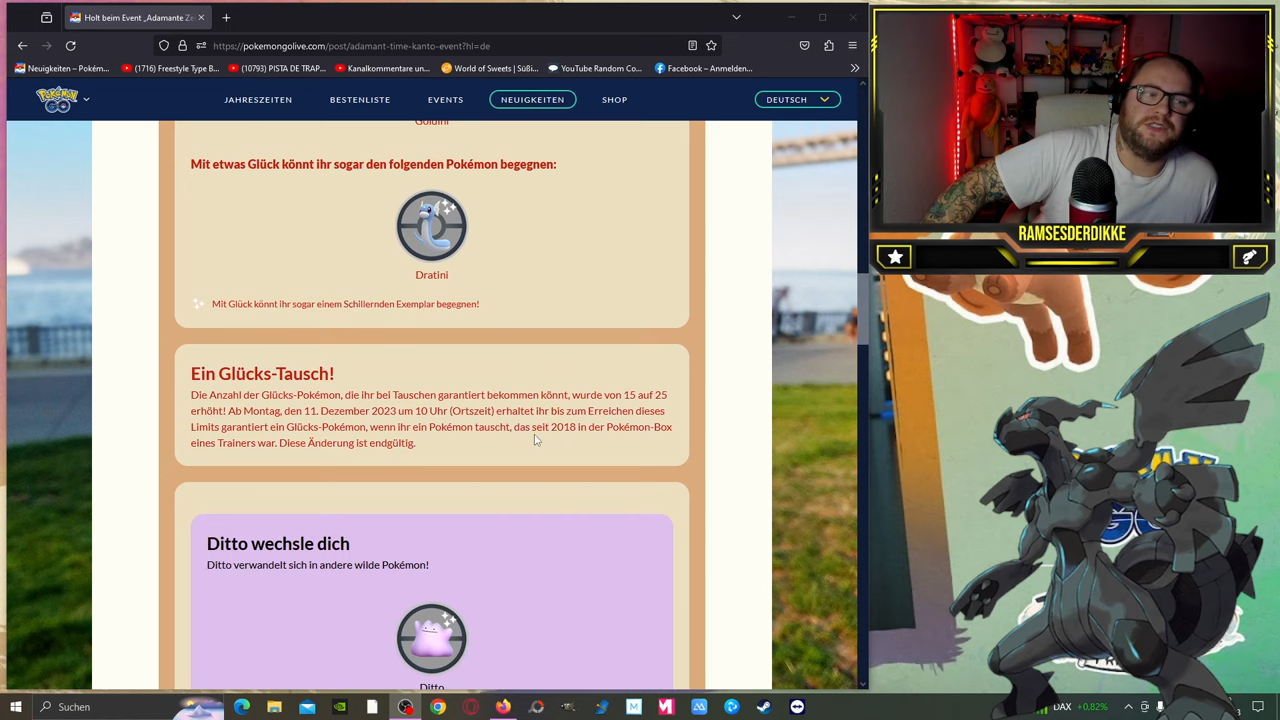 Holt beim Event „Adamante Ze
https://pokemongolive.com/post/adamant-time-kanto-event?hl=de
Neuigkeiten – Pokém...
(1716) Freestyle Type B...
(10793) PISTA DE TRAP...
Kanalkommentare un...
World of Sweets | Süßi...
YouTube Random Co...
Facebook – Anmelden...
POKÉMON GO
JAHRESZEITEN
BESTENLISTE
EVENTS
NEUIGKEITEN
SHOP
DEUTSCH
Goldini
Mit etwas Glück könnt ihr sogar den folgenden Pokémon begegnen:
Dratini
Mit Glück könnt ihr sogar einem Schillernden Exemplar begegnen!
Ein Glücks-Tausch!
Die Anzahl der Glücks-Pokémon, die ihr bei Tauschen garantiert bekommen könnt, wurde von 15 auf 25
erhöht! Ab Montag, den 11. Dezember 2023 um 10 Uhr (Ortszeit) erhaltet ihr bis zum Erreichen dieses
Limits garantiert ein Glücks-Pokémon, wenn ihr ein Pokémon tauscht, das seit 2018 in der Pokémon-Box
eines Trainers war. Diese Änderung ist endgültig.
Ditto wechsle dich
Ditto verwandelt sich in andere wilde Pokémon!
Ditto
RAMSESDERDIKKE
GO
Suchen
DAX +0,82%